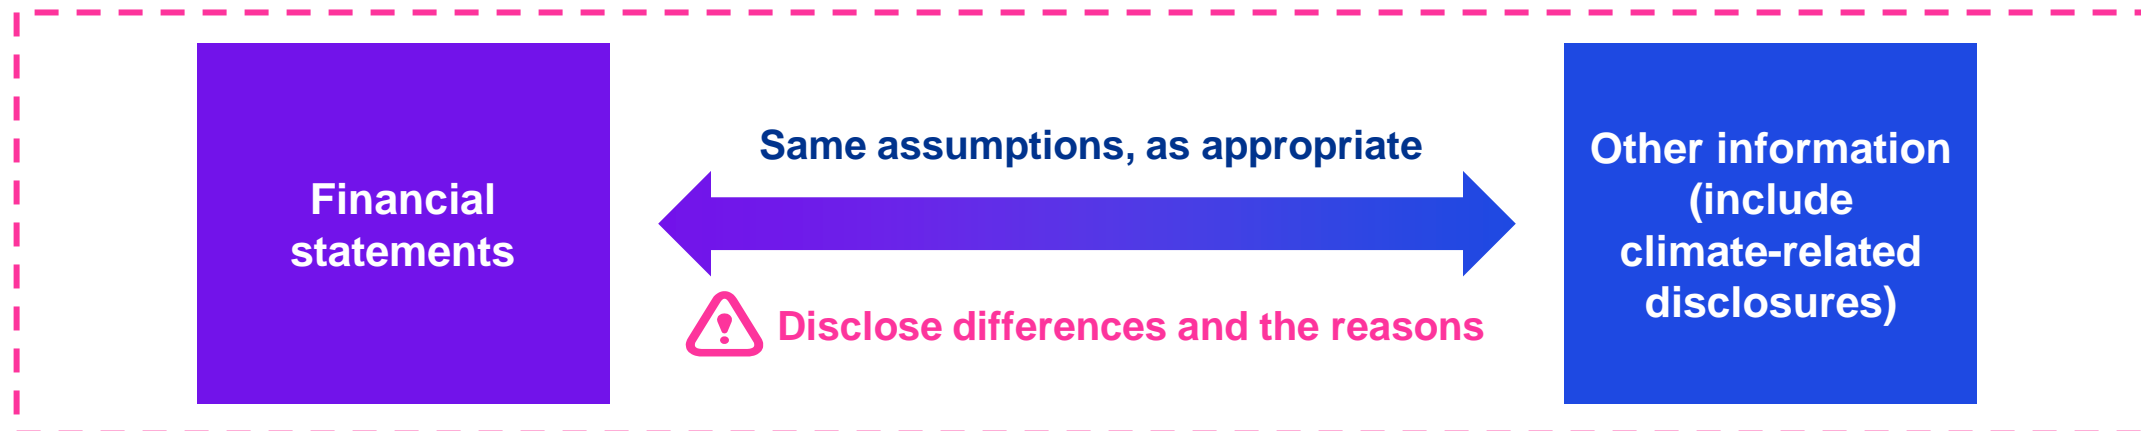 Financial
statements
Same assumptions, as appropriate
Disclose differences and the reasons
Other information
(include
climate-related
disclosures)